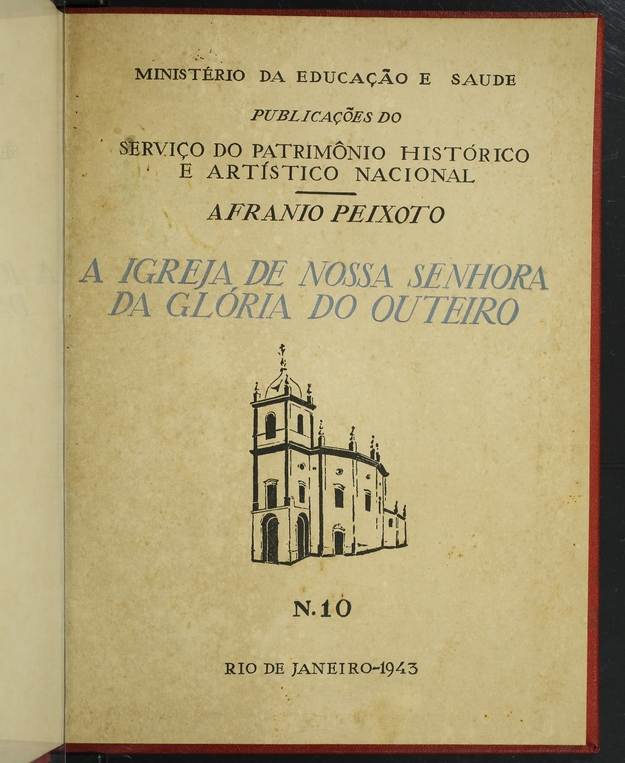 MINISTÉRIO DA EDUCAÇÃO E SAUDE
PUBLICAÇÕES DO
SERVIÇO DO PATRIMÔNIO HISTÓRICO
E ARTÍSTICO NACIONAL
AFRANIO PEIXOTO
A IGREJA DE NOSSA SENHORA
DA GLÓRIA DO OUTEIRO
N.10
RIO DE JANEIRO-1943